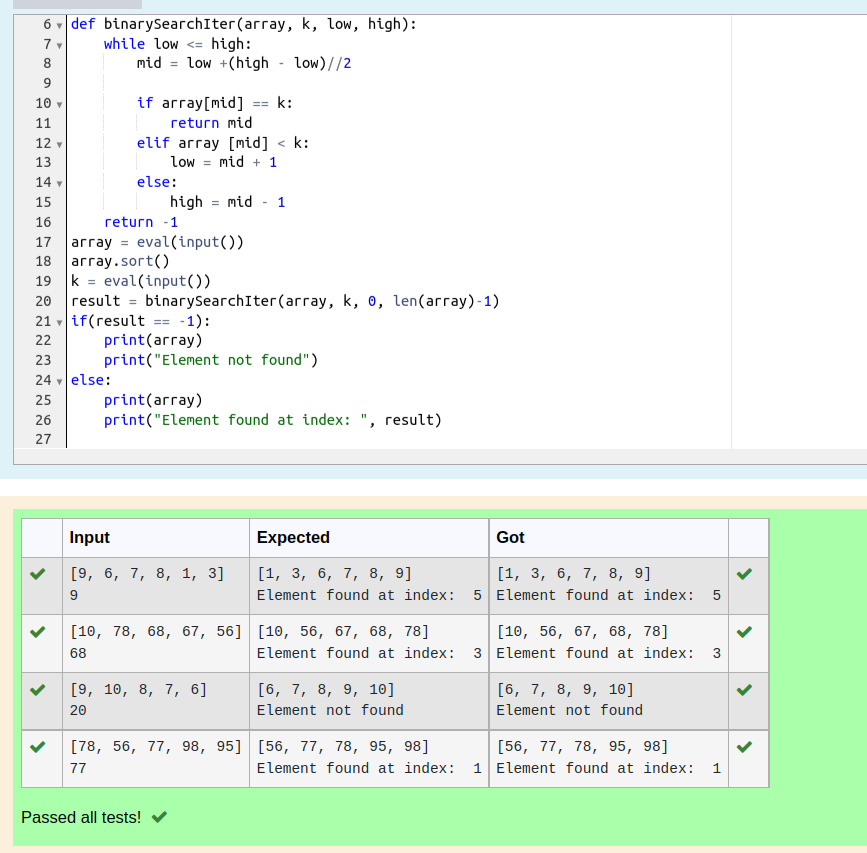 6 def binarySearchIter(array, k, low, high):
7     while low <= high:
8         mid = low +(high - low)//2
9
10         if array[mid] == k:
11             return mid
12         elif array [mid] < k:
13             low = mid + 1
14         else:
15             high = mid - 1
16     return -1
17 array = eval(input())
18 array.sort()
19 k = eval(input())
20 result = binarySearchIter(array, k, 0, len(array)-1)
21 if(result == -1):
22     print(array)
23     print("Element not found")
24 else:
25     print(array)
26     print("Element found at index: ", result)
27
Input Expected Got
[9, 6, 7, 8, 1, 3] [1, 3, 6, 7, 8, 9] [1, 3, 6, 7, 8, 9]
9 Element found at index:  5 Element found at index:  5
[10, 78, 68, 67, 56] [10, 56, 67, 68, 78] [10, 56, 67, 68, 78]
68 Element found at index:  3 Element found at index:  3
[9, 10, 8, 7, 6] [6, 7, 8, 9, 10] [6, 7, 8, 9, 10]
20 Element not found Element not found
[78, 56, 77, 98, 95] [56, 77, 78, 95, 98] [56, 77, 78, 95, 98]
77 Element found at index:  1 Element found at index:  1
Passed all tests!